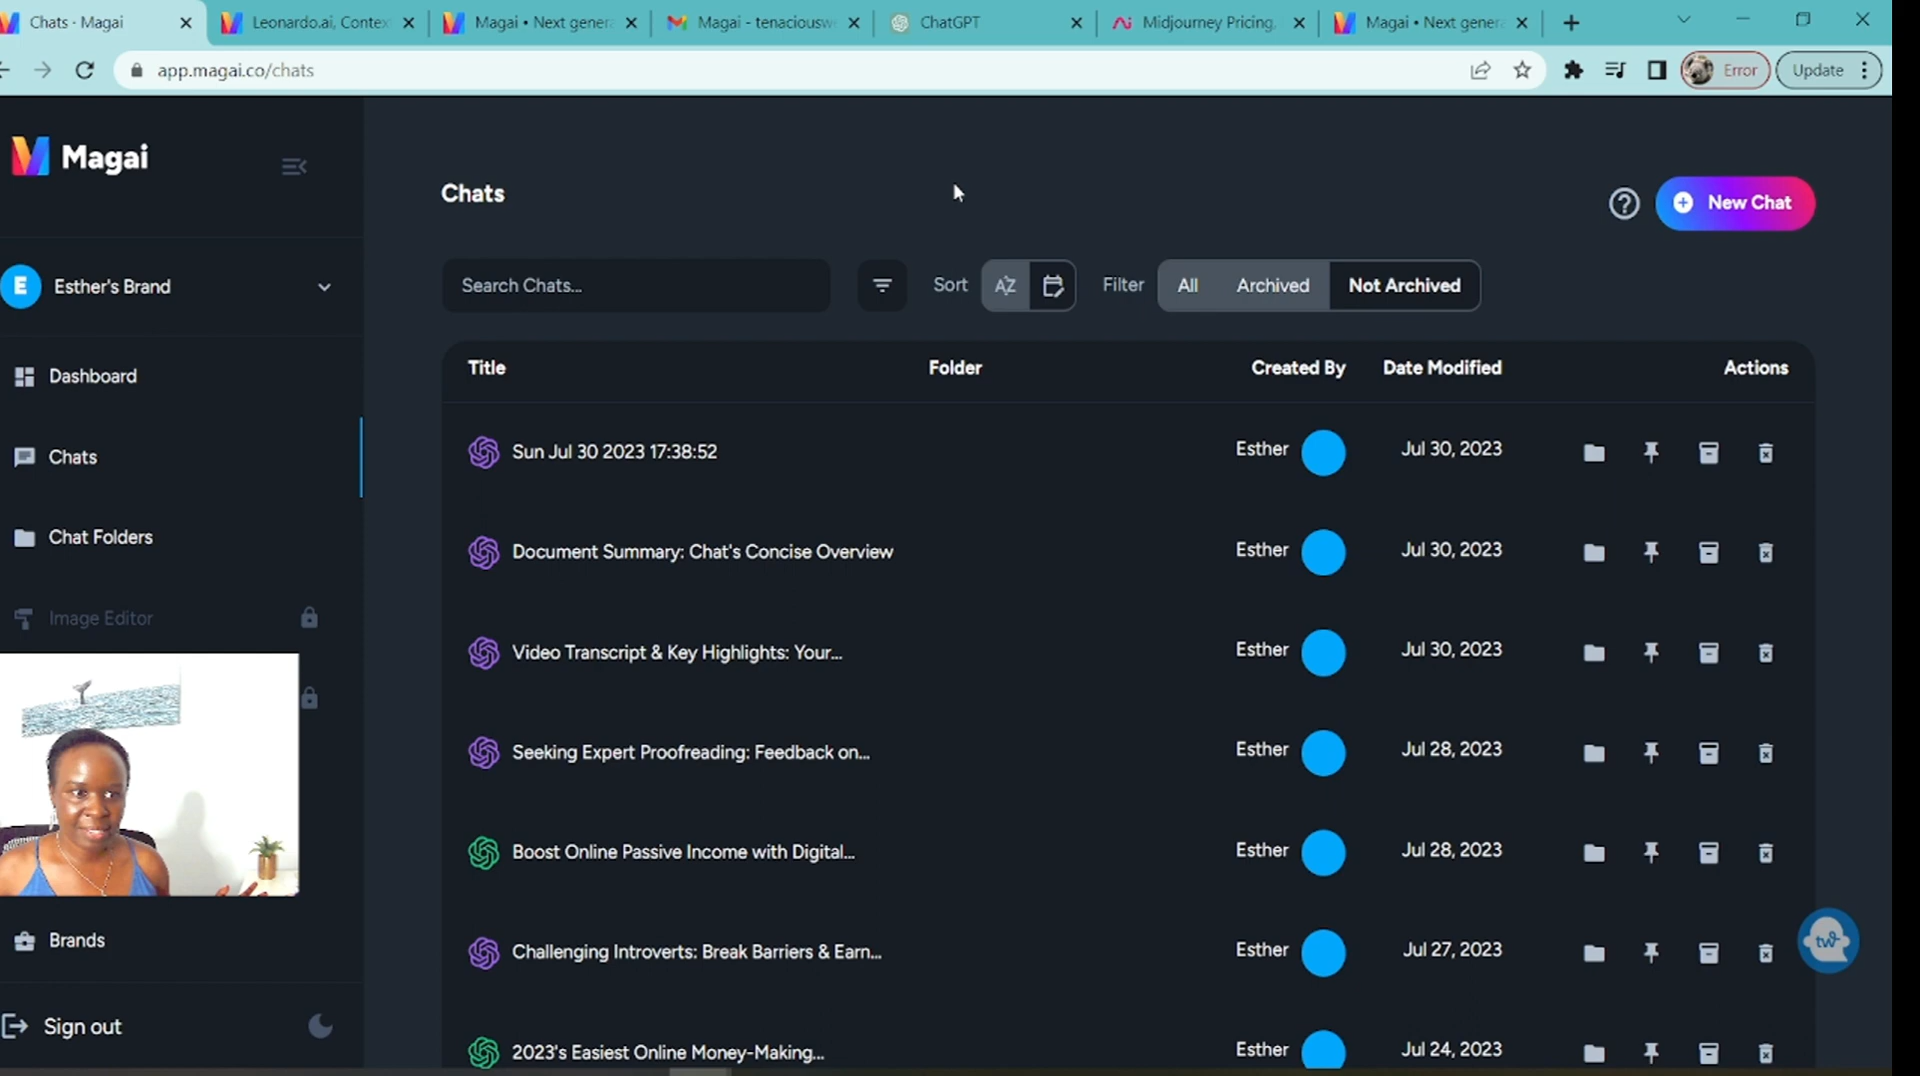 Chats - Magai
Leonardo.ai, Contex
Magai • Next genera
Magai - tenaciousw
ChatGPT
Midjourney Pricing,
Magai • Next genera
app.magai.co/chats
Error
Update
Magai
Chats
New Chat
E
Esther's Brand
Search Chats...
Sort
AZ
Filter
All
Archived
Not Archived
Dashboard
Title
Folder
Created By
Date Modified
Actions
Chats
Sun Jul 30 2023 17:38:52
Esther
Jul 30, 2023
Chat Folders
Document Summary: Chat's Concise Overview
Esther
Jul 30, 2023
Image Editor
Video Transcript & Key Highlights: Your...
Esther
Jul 30, 2023
Seeking Expert Proofreading: Feedback on...
Esther
Jul 28, 2023
Boost Online Passive Income with Digital...
Esther
Jul 28, 2023
Brands
Challenging Introverts: Break Barriers & Earn...
Esther
Jul 27, 2023
tw
Sign out
2023's Easiest Online Money-Making...
Esther
Jul 24, 2023